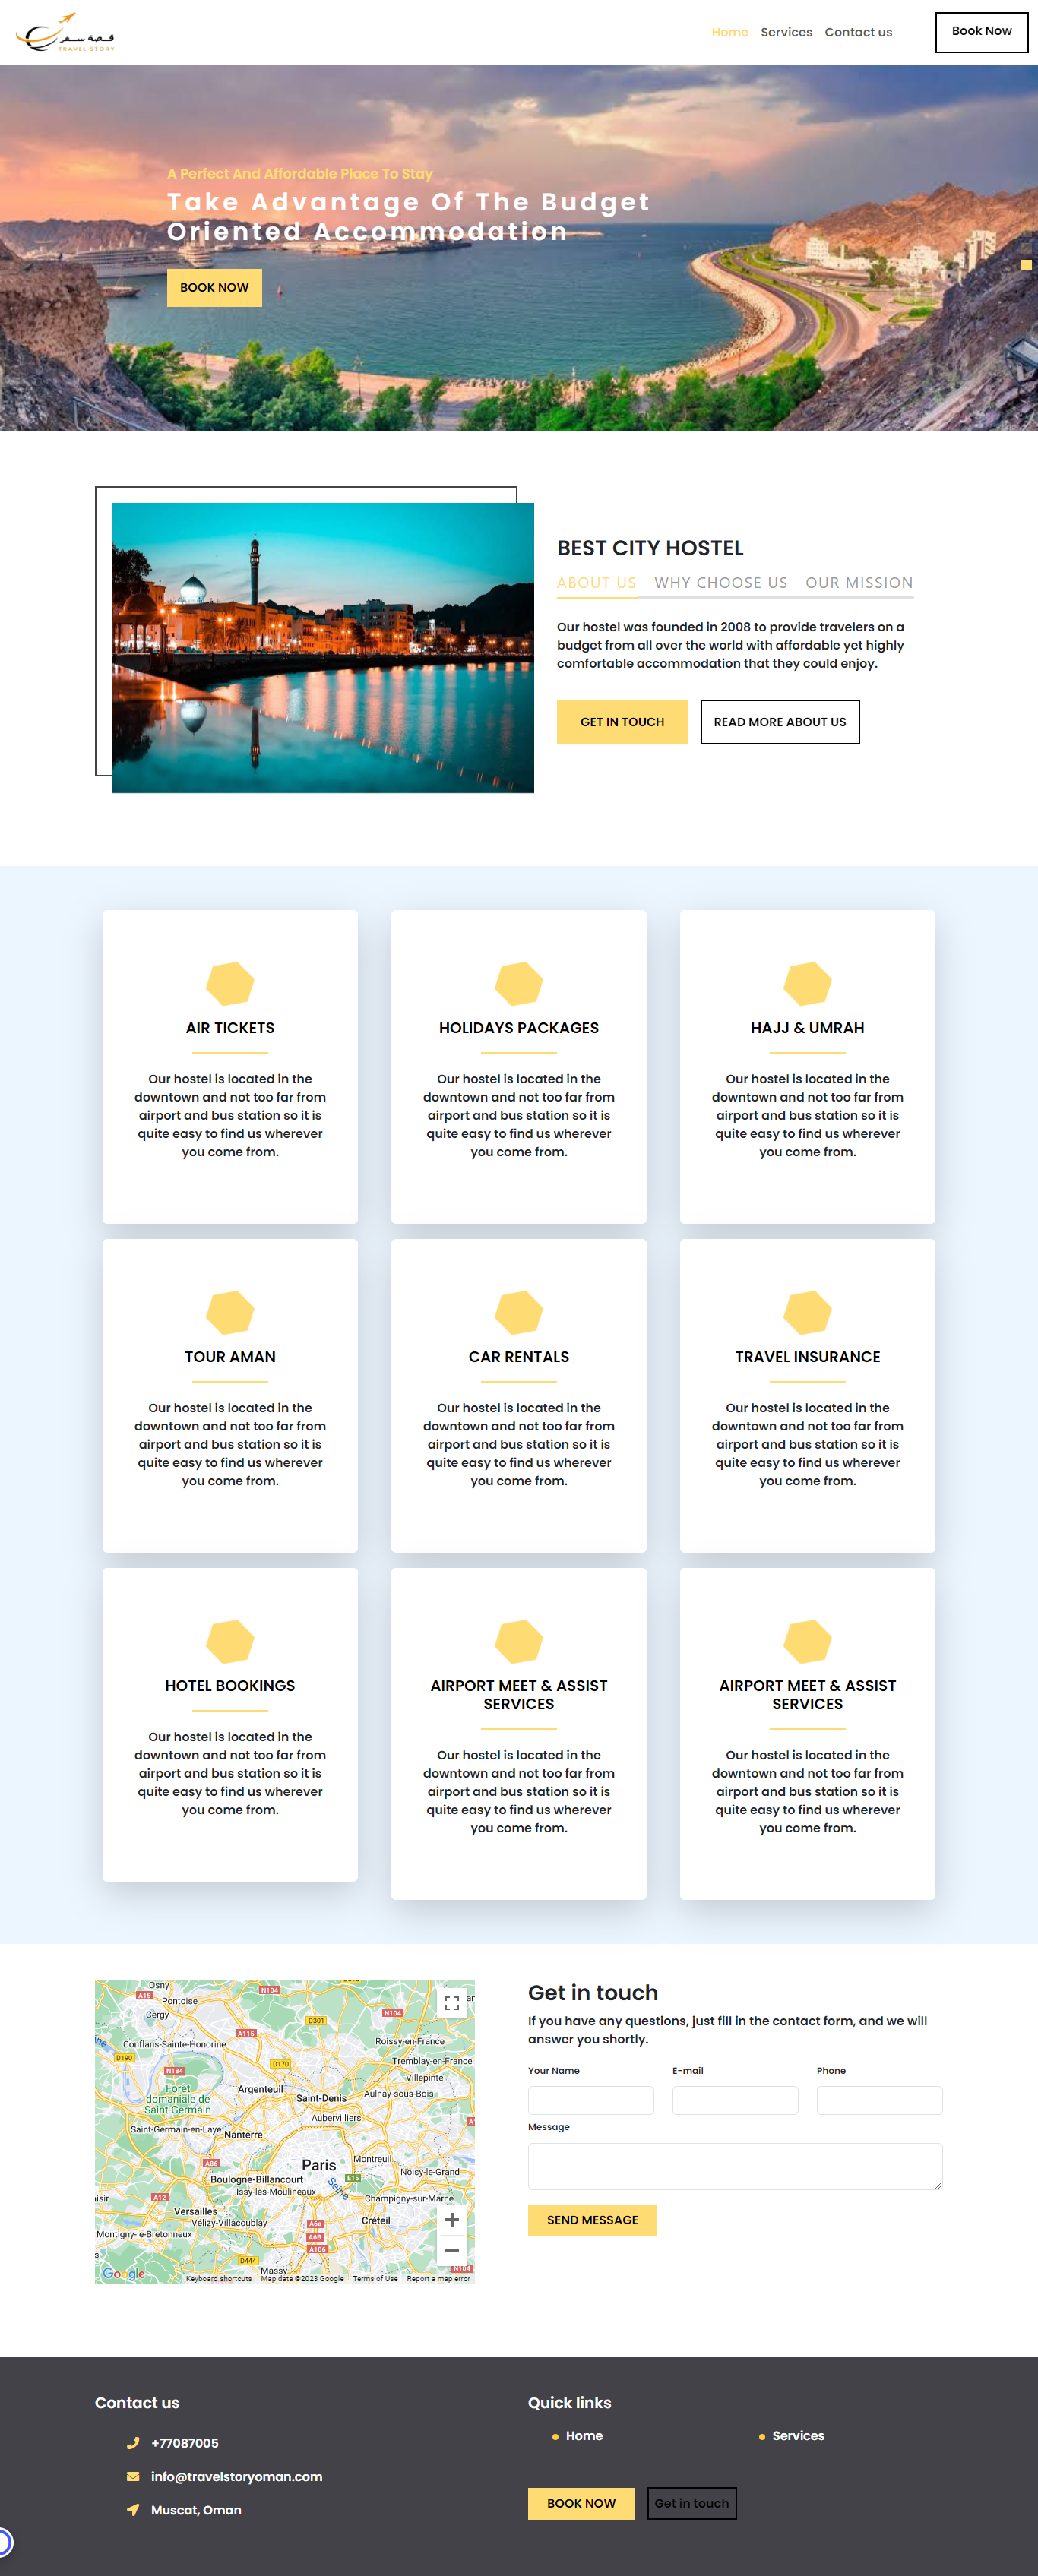 قصة سفر
TRAVEL STORY
Home
Services
Contact us
Book Now
A Perfect And Affordable Place To Stay
Take Advantage Of The Budget
Oriented Accommodation
BOOK NOW
BEST CITY HOSTEL
ABOUT US
WHY CHOOSE US
OUR MISSION
Our hostel was founded in 2008 to provide travelers on a
budget from all over the world with affordable yet highly
comfortable accommodation that they could enjoy.
GET IN TOUCH
READ MORE ABOUT US
AIR TICKETS
Our hostel is located in the
downtown and not too far from
airport and bus station so it is
quite easy to find us wherever
you come from.
HOLIDAYS PACKAGES
Our hostel is located in the
downtown and not too far from
airport and bus station so it is
quite easy to find us wherever
you come from.
HAJJ & UMRAH
Our hostel is located in the
downtown and not too far from
airport and bus station so it is
quite easy to find us wherever
you come from.
TOUR AMAN
Our hostel is located in the
downtown and not too far from
airport and bus station so it is
quite easy to find us wherever
you come from.
CAR RENTALS
Our hostel is located in the
downtown and not too far from
airport and bus station so it is
quite easy to find us wherever
you come from.
TRAVEL INSURANCE
Our hostel is located in the
downtown and not too far from
airport and bus station so it is
quite easy to find us wherever
you come from.
HOTEL BOOKINGS
Our hostel is located in the
downtown and not too far from
airport and bus station so it is
quite easy to find us wherever
you come from.
AIRPORT MEET & ASSIST
SERVICES
Our hostel is located in the
downtown and not too far from
airport and bus station so it is
quite easy to find us wherever
you come from.
AIRPORT MEET & ASSIST
SERVICES
Our hostel is located in the
downtown and not too far from
airport and bus station so it is
quite easy to find us wherever
you come from.
Osny
N104
A15
Pontoise
Cergy
D301
N104
A115
Roissy-en-France
Conflans-Sainte-Honorine
D190
D170
Tremblay-en-France
N184
Villepinte
Forêt
domaniale de
Saint-Germain
Argenteuil
Saint-Denis
Aulnay-sous-Bois
Aubervilliers
Saint-Germain-en-Laye
Nanterre
A86
Paris
Montreuil
Noisy-le-Grand
Boulogne-Billancourt
E15
Issy-les-Moulineaux
Seine
A12
Champigny-sur-Marne
Versailles
Vélizy-Villacoublay
A6a
Créteil
Montigny-le-Bretonneux
A6B
A106
D444
Massy
N104
Google
Keyboard shortcuts
Map data ©2023 Google
Terms of Use
Report a map error
Get in touch
If you have any questions, just fill in the contact form, and we will
answer you shortly.
Your Name
E-mail
Phone
Message
SEND MESSAGE
Contact us
+77087005
info@travelstoryoman.com
Muscat, Oman
Quick links
Home
Services
BOOK NOW
Get in touch